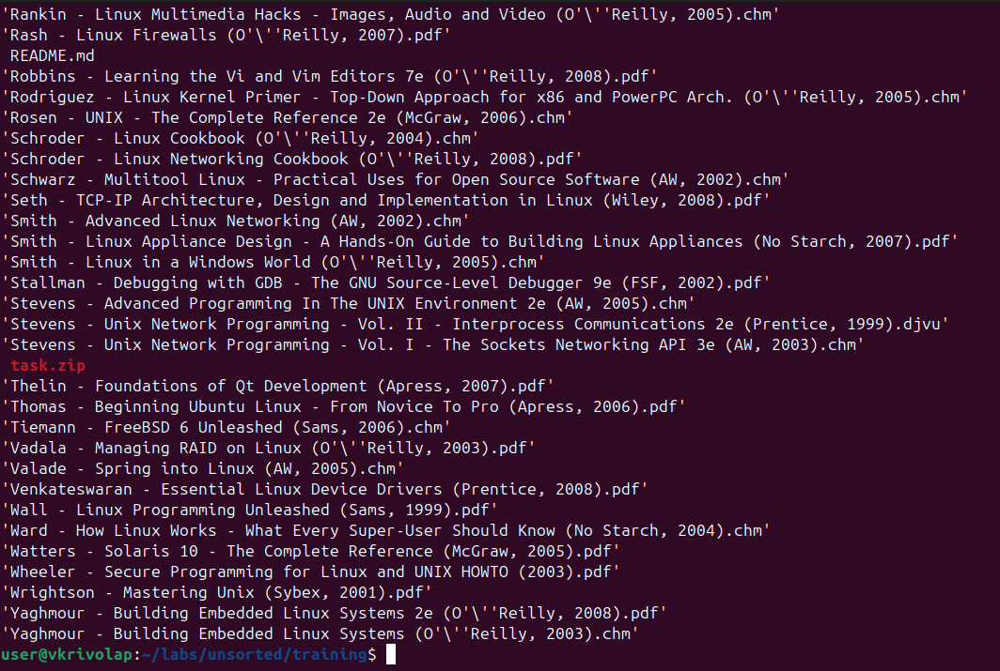 'Rankin - Linux Multimedia Hacks - Images, Audio and Video (O'\''Reilly, 2005).chm'
'Rash - Linux Firewalls (O'\''Reilly, 2007).pdf'
README.md
'Robbins - Learning the Vi and Vim Editors 7e (O'\''Reilly, 2008).pdf'
'Rodriguez - Linux Kernel Primer - Top-Down Approach for x86 and PowerPC Arch. (O'\''Reilly, 2005).chm'
'Rosen - UNIX - The Complete Reference 2e (McGraw, 2006).chm'
'Schroder - Linux Cookbook (O'\''Reilly, 2004).chm'
'Schroder - Linux Networking Cookbook (O'\''Reilly, 2008).pdf'
'Schwarz - Multitool Linux - Practical Uses for Open Source Software (AW, 2002).chm'
'Seth - TCP-IP Architecture, Design and Implementation in Linux (Wiley, 2008).pdf'
'Smith - Advanced Linux Networking (AW, 2002).chm'
'Smith - Linux Appliance Design - A Hands-On Guide to Building Linux Appliances (No Starch, 2007).pdf'
'Smith - Linux in a Windows World (O'\''Reilly, 2005).chm'
'Stallman - Debugging with GDB - The GNU Source-Level Debugger 9e (FSF, 2002).pdf'
'Stevens - Advanced Programming In The UNIX Environment 2e (AW, 2005).chm'
'Stevens - Unix Network Programming - Vol. II - Interprocess Communications 2e (Prentice, 1999).djvu'
'Stevens - Unix Network Programming - Vol. I - The Sockets Networking API 3e (AW, 2003).chm'
task.zip
'Thelin - Foundations of Qt Development (Apress, 2007).pdf'
'Thomas - Beginning Ubuntu Linux - From Novice To Pro (Apress, 2006).pdf'
'Tiemann - FreeBSD 6 Unleashed (Sams, 2006).chm'
'Vadala - Managing RAID on Linux (O'\''Reilly, 2003).pdf'
'Valade - Spring into Linux (AW, 2005).chm'
'Venkateswaran - Essential Linux Device Drivers (Prentice, 2008).pdf'
'Wall - Linux Programming Unleashed (Sams, 1999).pdf'
'Ward - How Linux Works - What Every Super-User Should Know (No Starch, 2004).chm'
'Watters - Solaris 10 - The Complete Reference (McGraw, 2005).pdf'
'Wheeler - Secure Programming for Linux and UNIX HOWTO (2003).pdf'
'Wrightson - Mastering Unix (Sybex, 2001).pdf'
'Yaghmour - Building Embedded Linux Systems 2e (O'\''Reilly, 2008).pdf'
'Yaghmour - Building Embedded Linux Systems (O'\''Reilly, 2003).chm'
user@vkrivolap:~/labs/unsorted/training$